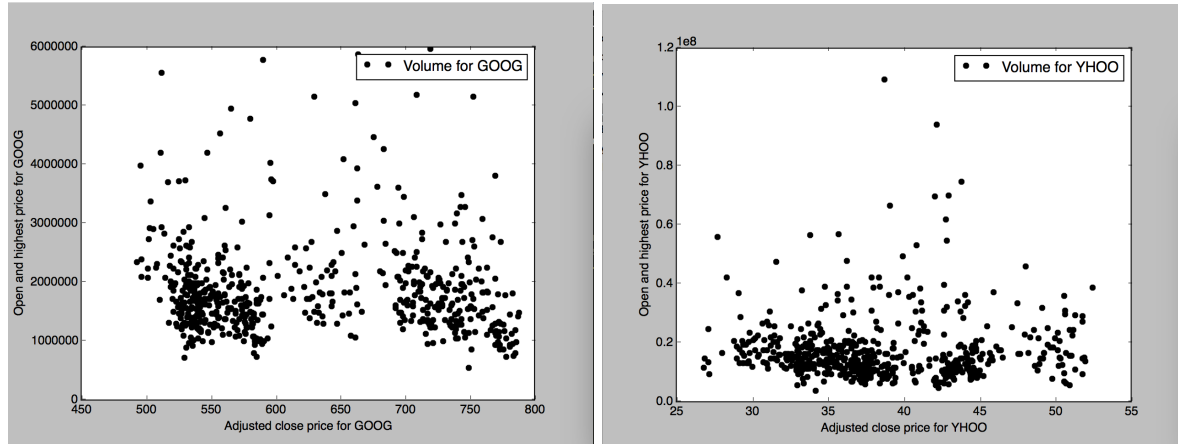 6000000
Volume for GOOG
5000000
4000000
3000000
2000000
1000000
0
450 500 550 600 650 700 750 800
Open and highest price for GOOG
Adjusted close price for GOOG
1.2 1e8
Volume for YHOO
1.0
0.8
0.6
0.4
0.2
0.0
25 30 35 40 45 50 55
Open and highest price for YHOO
Adjusted close price for YHOO